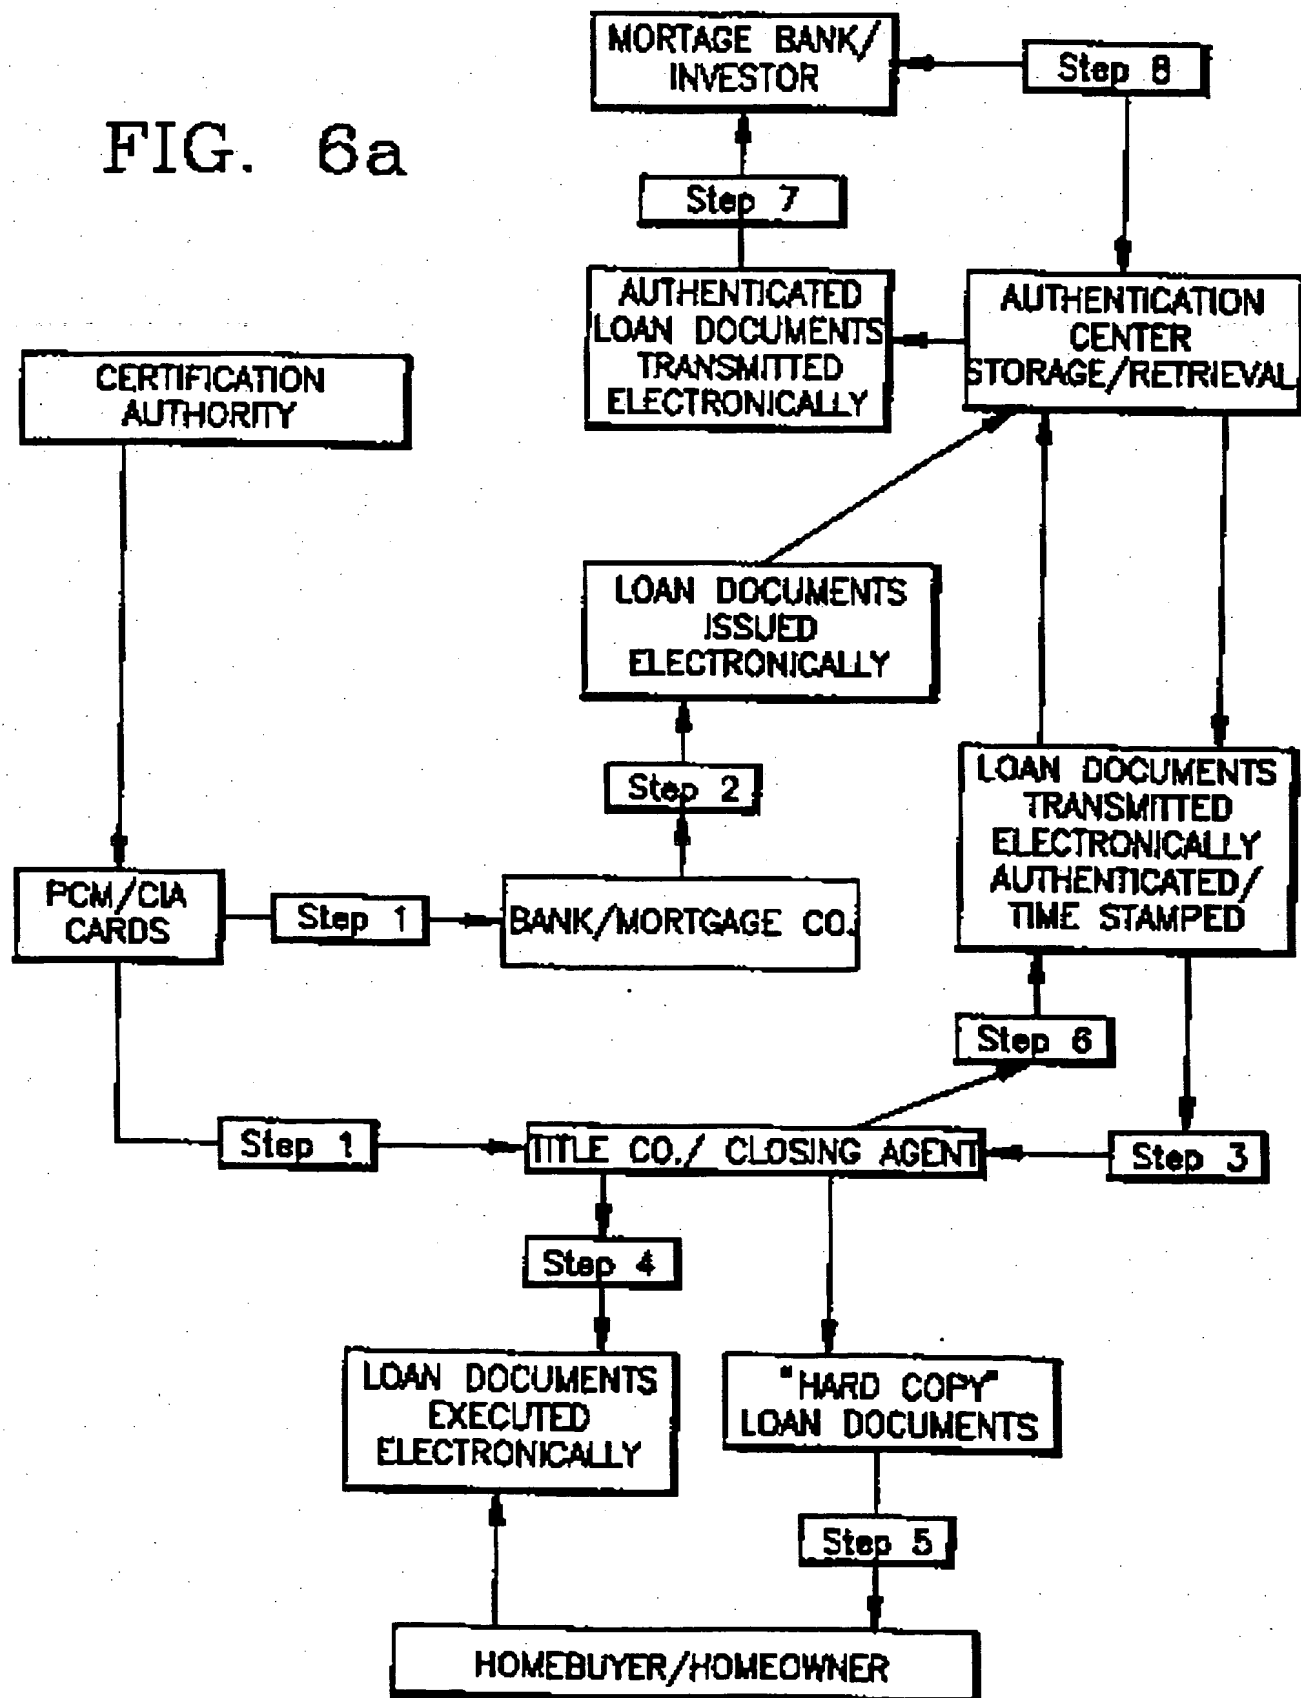 MORTAGE BANK/
INVESTOR
Step 8
FIG. 6a
Step 7
AUTHENTICATED
LOAN DOCUMENTS
TRANSMITTED
ELECTRONICALLY
AUTHENTICATION
CENTER
STORAGE/RETRIEVAL
CERTIFICATION
AUTHORITY
LOAN DOCUMENTS
ISSUED
ELECTRONICALLY
Step 2
LOAN DOCUMENTS
TRANSMITTED
ELECTRONICALLY
AUTHENTICATED/
TIME STAMPED
PCM/CIA
CARDS
Step 1
BANK/MORTGAGE CO.
Step 6
Step 1
TITLE CO./ CLOSING AGENT
Step 3
Step 4
LOAN DOCUMENTS
EXECUTED
ELECTRONICALLY
"HARD COPY"
LOAN DOCUMENTS
Step 5
HOMEBUYER/HOMEOWNER